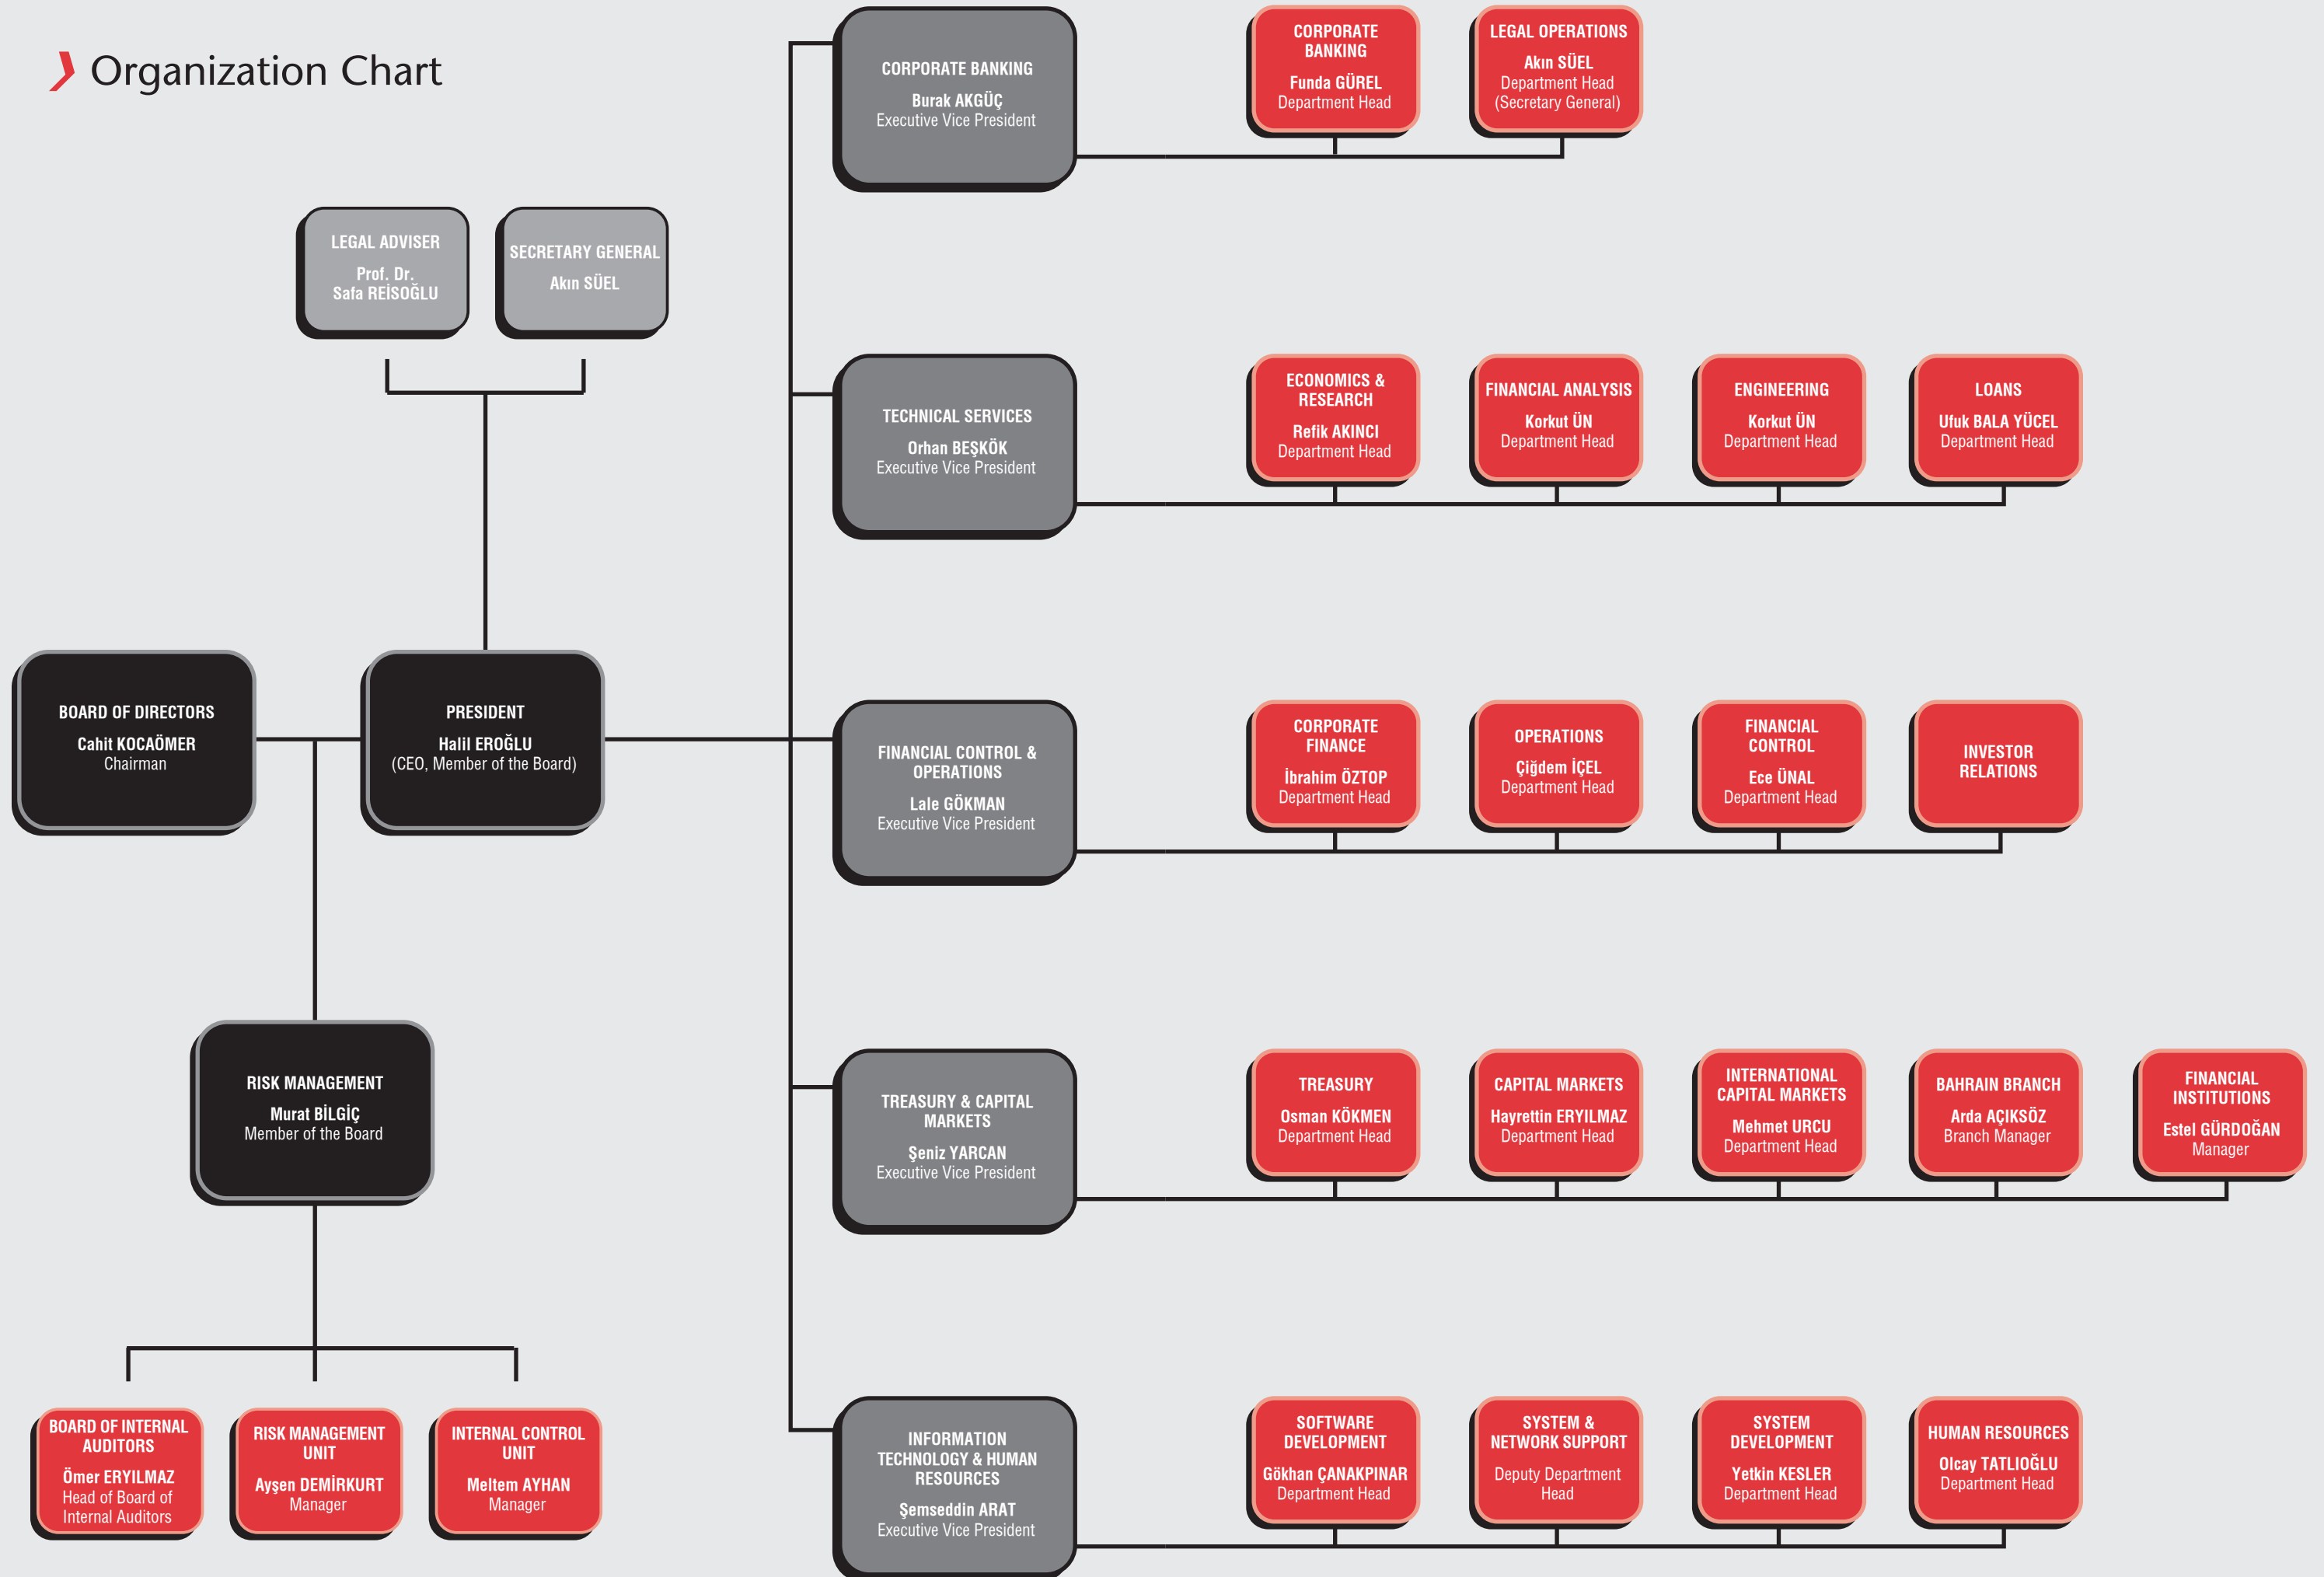 Organization Chart
CORPORATE BANKING
Burak AKGÜÇ
Executive Vice President
CORPORATE
BANKING
Funda GÜREL
Department Head
LEGAL OPERATIONS
Akın SÜEL
Department Head
(Secretary General)
LEGAL ADVISER
Prof. Dr.
Safa REİSOĞLU
SECRETARY GENERAL
Akın SÜEL
TECHNICAL SERVICES
Orhan BEŞKÖK
Executive Vice President
ECONOMICS &
RESEARCH
Refik AKINCI
Department Head
FINANCIAL ANALYSIS
Korkut ÜN
Department Head
ENGINEERING
Korkut ÜN
Department Head
LOANS
Ufuk BALA YÜCEL
Department Head
BOARD OF DIRECTORS
Cahit KOCAÖMER
Chairman
PRESIDENT
Halil EROĞLU
(CEO, Member of the Board)
FINANCIAL CONTROL &
OPERATIONS
Lale GÖKMAN
Executive Vice President
CORPORATE
FINANCE
İbrahim ÖZTOP
Department Head
OPERATIONS
Çiğdem İÇEL
Department Head
FINANCIAL
CONTROL
Ece ÜNAL
Department Head
INVESTOR
RELATIONS
RISK MANAGEMENT
Murat BİLGİÇ
Member of the Board
TREASURY & CAPITAL
MARKETS
Şeniz YARCAN
Executive Vice President
TREASURY
Osman KÖKMEN
Department Head
CAPITAL MARKETS
Hayrettin ERYILMAZ
Department Head
INTERNATIONAL
CAPITAL MARKETS
Mehmet URCU
Department Head
BAHRAIN BRANCH
Arda AÇIKSÖZ
Branch Manager
FINANCIAL
INSTITUTIONS
Estel GÜRDOĞAN
Manager
BOARD OF INTERNAL
AUDITORS
Ömer ERYILMAZ
Head of Board of
Internal Auditors
RISK MANAGEMENT
UNIT
Ayşen DEMİRKURT
Manager
INTERNAL CONTROL
UNIT
Meltem AYHAN
Manager
INFORMATION
TECHNOLOGY & HUMAN
RESOURCES
Şemseddin ARAT
Executive Vice President
SOFTWARE
DEVELOPMENT
Gökhan ÇANAKPINAR
Department Head
SYSTEM &
NETWORK SUPPORT
Deputy Department
Head
SYSTEM
DEVELOPMENT
Yetkin KESLER
Department Head
HUMAN RESOURCES
Olcay TATLIOĞLU
Department Head